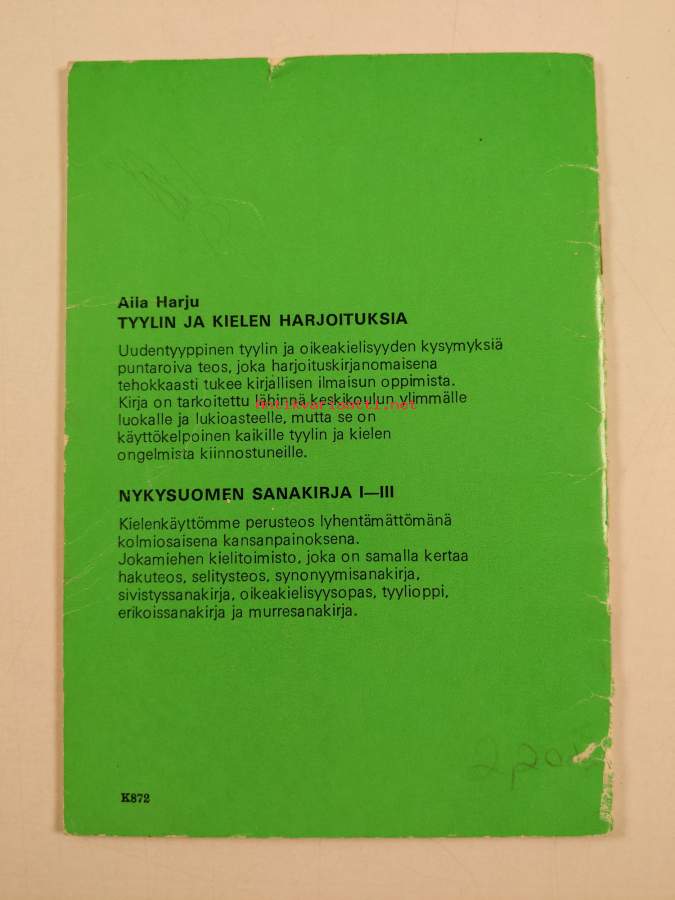 Aila Harju
TYYLIN JA KIELEN HARJOITUKSIA
Uudentyyppinen tyylin ja oikeakielisyyden kysymyksiä
puntaroiva teos, joka harjoituskirjanomaisena
tehokkaasti tukee kirjallisen ilmaisun oppimista.
Kirja on tarkoitettu lähinnä keskikoulun ylimmälle
Antikvariaatti.net
luokalle ja lukioasteelle, mutta se on
käyttökelpoinen kaikille tyylin ja kielen
ongelmista kiinnostuneille.
NYKYSUOMEN SANAKIRJA I—III
Kielenkäyttömme perusteos lyhentämättömänä
kolmiosaisena kansanpainoksena.
Jokamiehen kielitoimisto, joka on samalla kertaa
hakuteos, selitysteos, synonyymisanakirja,
sivistyssanakirja, oikeakielisyysopas, tyylioppi,
erikoissanakirja ja murresanakirja.
K872